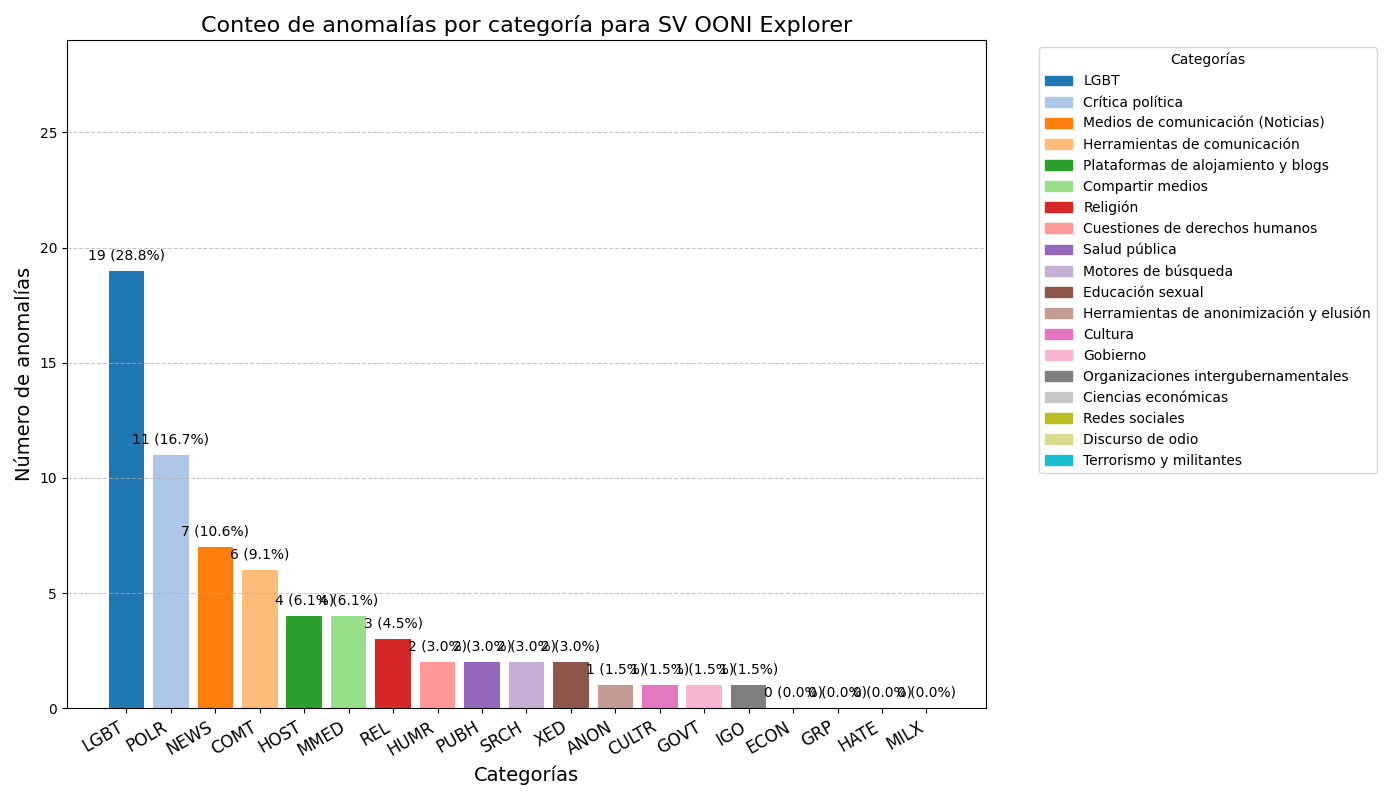 Conteo de anomalías por categoría para SV OONI Explorer
Número de anomalías
25
20
15
10
5
0
19 (28.8%)
11 (16.7%)
7 (10.6%)
6 (9.1%)
4 (6.1%)
4 (6.1%)
3 (4.5%)
2 (3.0%)
2 (3.0%)
2 (3.0%)
2 (3.0%)
1 (1.5%)
1 (1.5%)
1 (1.5%)
1 (1.5%)
0 (0.0%)
0 (0.0%)
0 (0.0%)
0 (0.0%)
LGBT
POLR
NEWS
COMT
HOST
MMED
REL
HUMR
PUBH
SRCH
XED
ANON
CULTR
GOVT
IGO
ECON
GRP
HATE
MILX
Categorías
Categorías
LGBT
Crítica política
Medios de comunicación (Noticias)
Herramientas de comunicación
Plataformas de alojamiento y blogs
Compartir medios
Religión
Cuestiones de derechos humanos
Salud pública
Motores de búsqueda
Educación sexual
Herramientas de anonimización y elusión
Cultura
Gobierno
Organizaciones intergubernamentales
Ciencias económicas
Redes sociales
Discurso de odio
Terrorismo y militantes